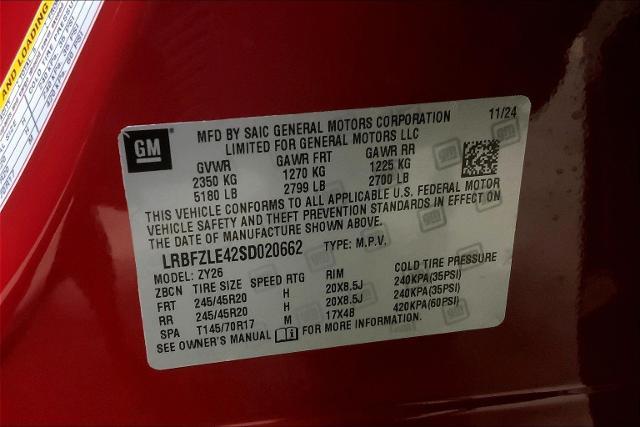 AND LOADING
GM
11/24
MFD BY SAIC GENERAL MOTORS CORPORATION
LIMITED FOR GENERAL MOTORS LLC
GVWR GAWR FRT GAWR RR
2350 KG 1270 KG 1225 KG
5180 LB 2799 LB 2700 LB
THIS VEHICLE CONFORMS TO ALL APPLICABLE U.S. FEDERAL MOTOR
VEHICLE SAFETY AND THEFT PREVENTION STANDARDS IN EFFECT ON
THE DATE OF MANUFACTURE SHOWN ABOVE.
LRBFZLE42SD020662 TYPE: M.P.V.
MODEL: ZY26
ZBCN TIRE SIZE SPEED RTG RIM COLD TIRE PRESSURE
FRT 245/45R20 H 20X8.5J 240KPA(35PSI)
RR 245/45R20 H 20X8.5J 240KPA(35PSI)
SPA T145/70R17 M 17X4B 420KPA(60PSI)
SEE OWNER'S MANUAL FOR MORE INFORMATION.